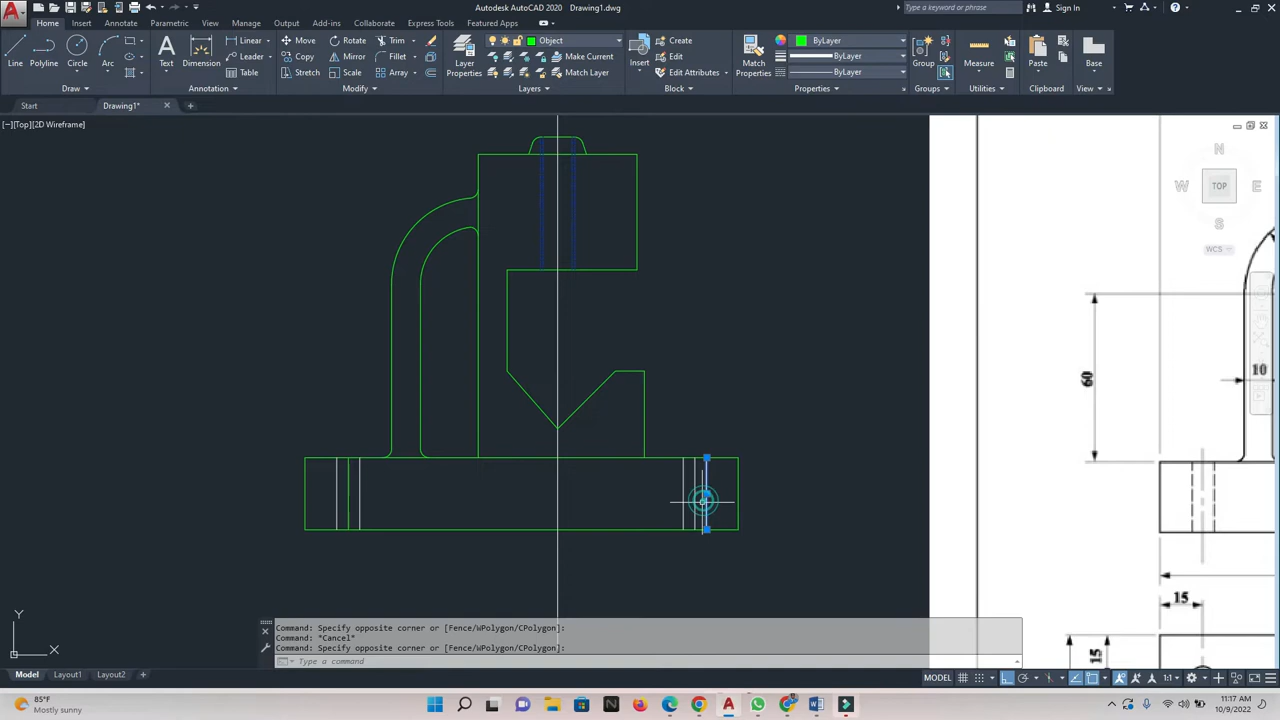 Autodesk AutoCAD 2020 Drawing1.dwg
Type a keyword or phrase
Sign In
Home Insert Annotate Parametric View Manage Output Add-ins Collaborate Express Tools Featured Apps
Line Polyline Circle Arc
Move Rotate Trim
Copy Mirror Fillet
Stretch Scale Array
Text Dimension
Linear
Leader
Table
Layer Properties
Object
Make Current
Match Layer
Insert
Create
Edit
Edit Attributes
Match Properties
ByLayer
ByLayer
ByLayer
Group
Measure
Paste
Base
Draw Modify Annotation Layers Block Properties Groups Utilities Clipboard View
Start Drawing1*
[−][Top][2D Wireframe]
N
W TOP E
S
WCS
60
10
15
15
Y
X
Command: Specify opposite corner or [Fence/WPolygon/CPolygon]:
Command: *Cancel*
Command: Specify opposite corner or [Fence/WPolygon/CPolygon]:
Type a command
Model Layout1 Layout2
MODEL
1:1
85°F
Mostly sunny
11:17 AM
10/9/2022